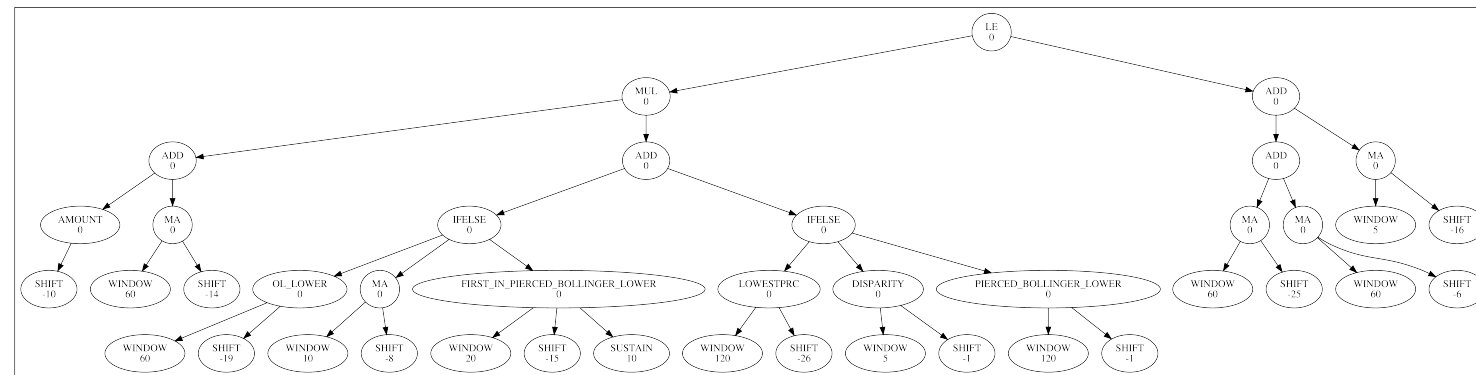 LE
0
MUL
0
ADD
0
ADD
0
ADD
0
ADD
0
MA
0
AMOUNT
0
MA
0
IFELSE
0
IFELSE
0
MA
0
MA
0
WINDOW
5
SHIFT
-16
SHIFT
-10
WINDOW
60
SHIFT
-14
OL_LOWER
0
MA
0
FIRST_IN_PIERCED_BOLLINGER_LOWER
0
LOWESTPRC
0
DISPARITY
0
PIERCED_BOLLINGER_LOWER
0
WINDOW
60
SHIFT
-25
WINDOW
60
SHIFT
-6
WINDOW
60
SHIFT
-19
WINDOW
10
SHIFT
-8
WINDOW
20
SHIFT
-15
SUSTAIN
10
WINDOW
120
SHIFT
-26
WINDOW
5
SHIFT
-1
WINDOW
120
SHIFT
-1